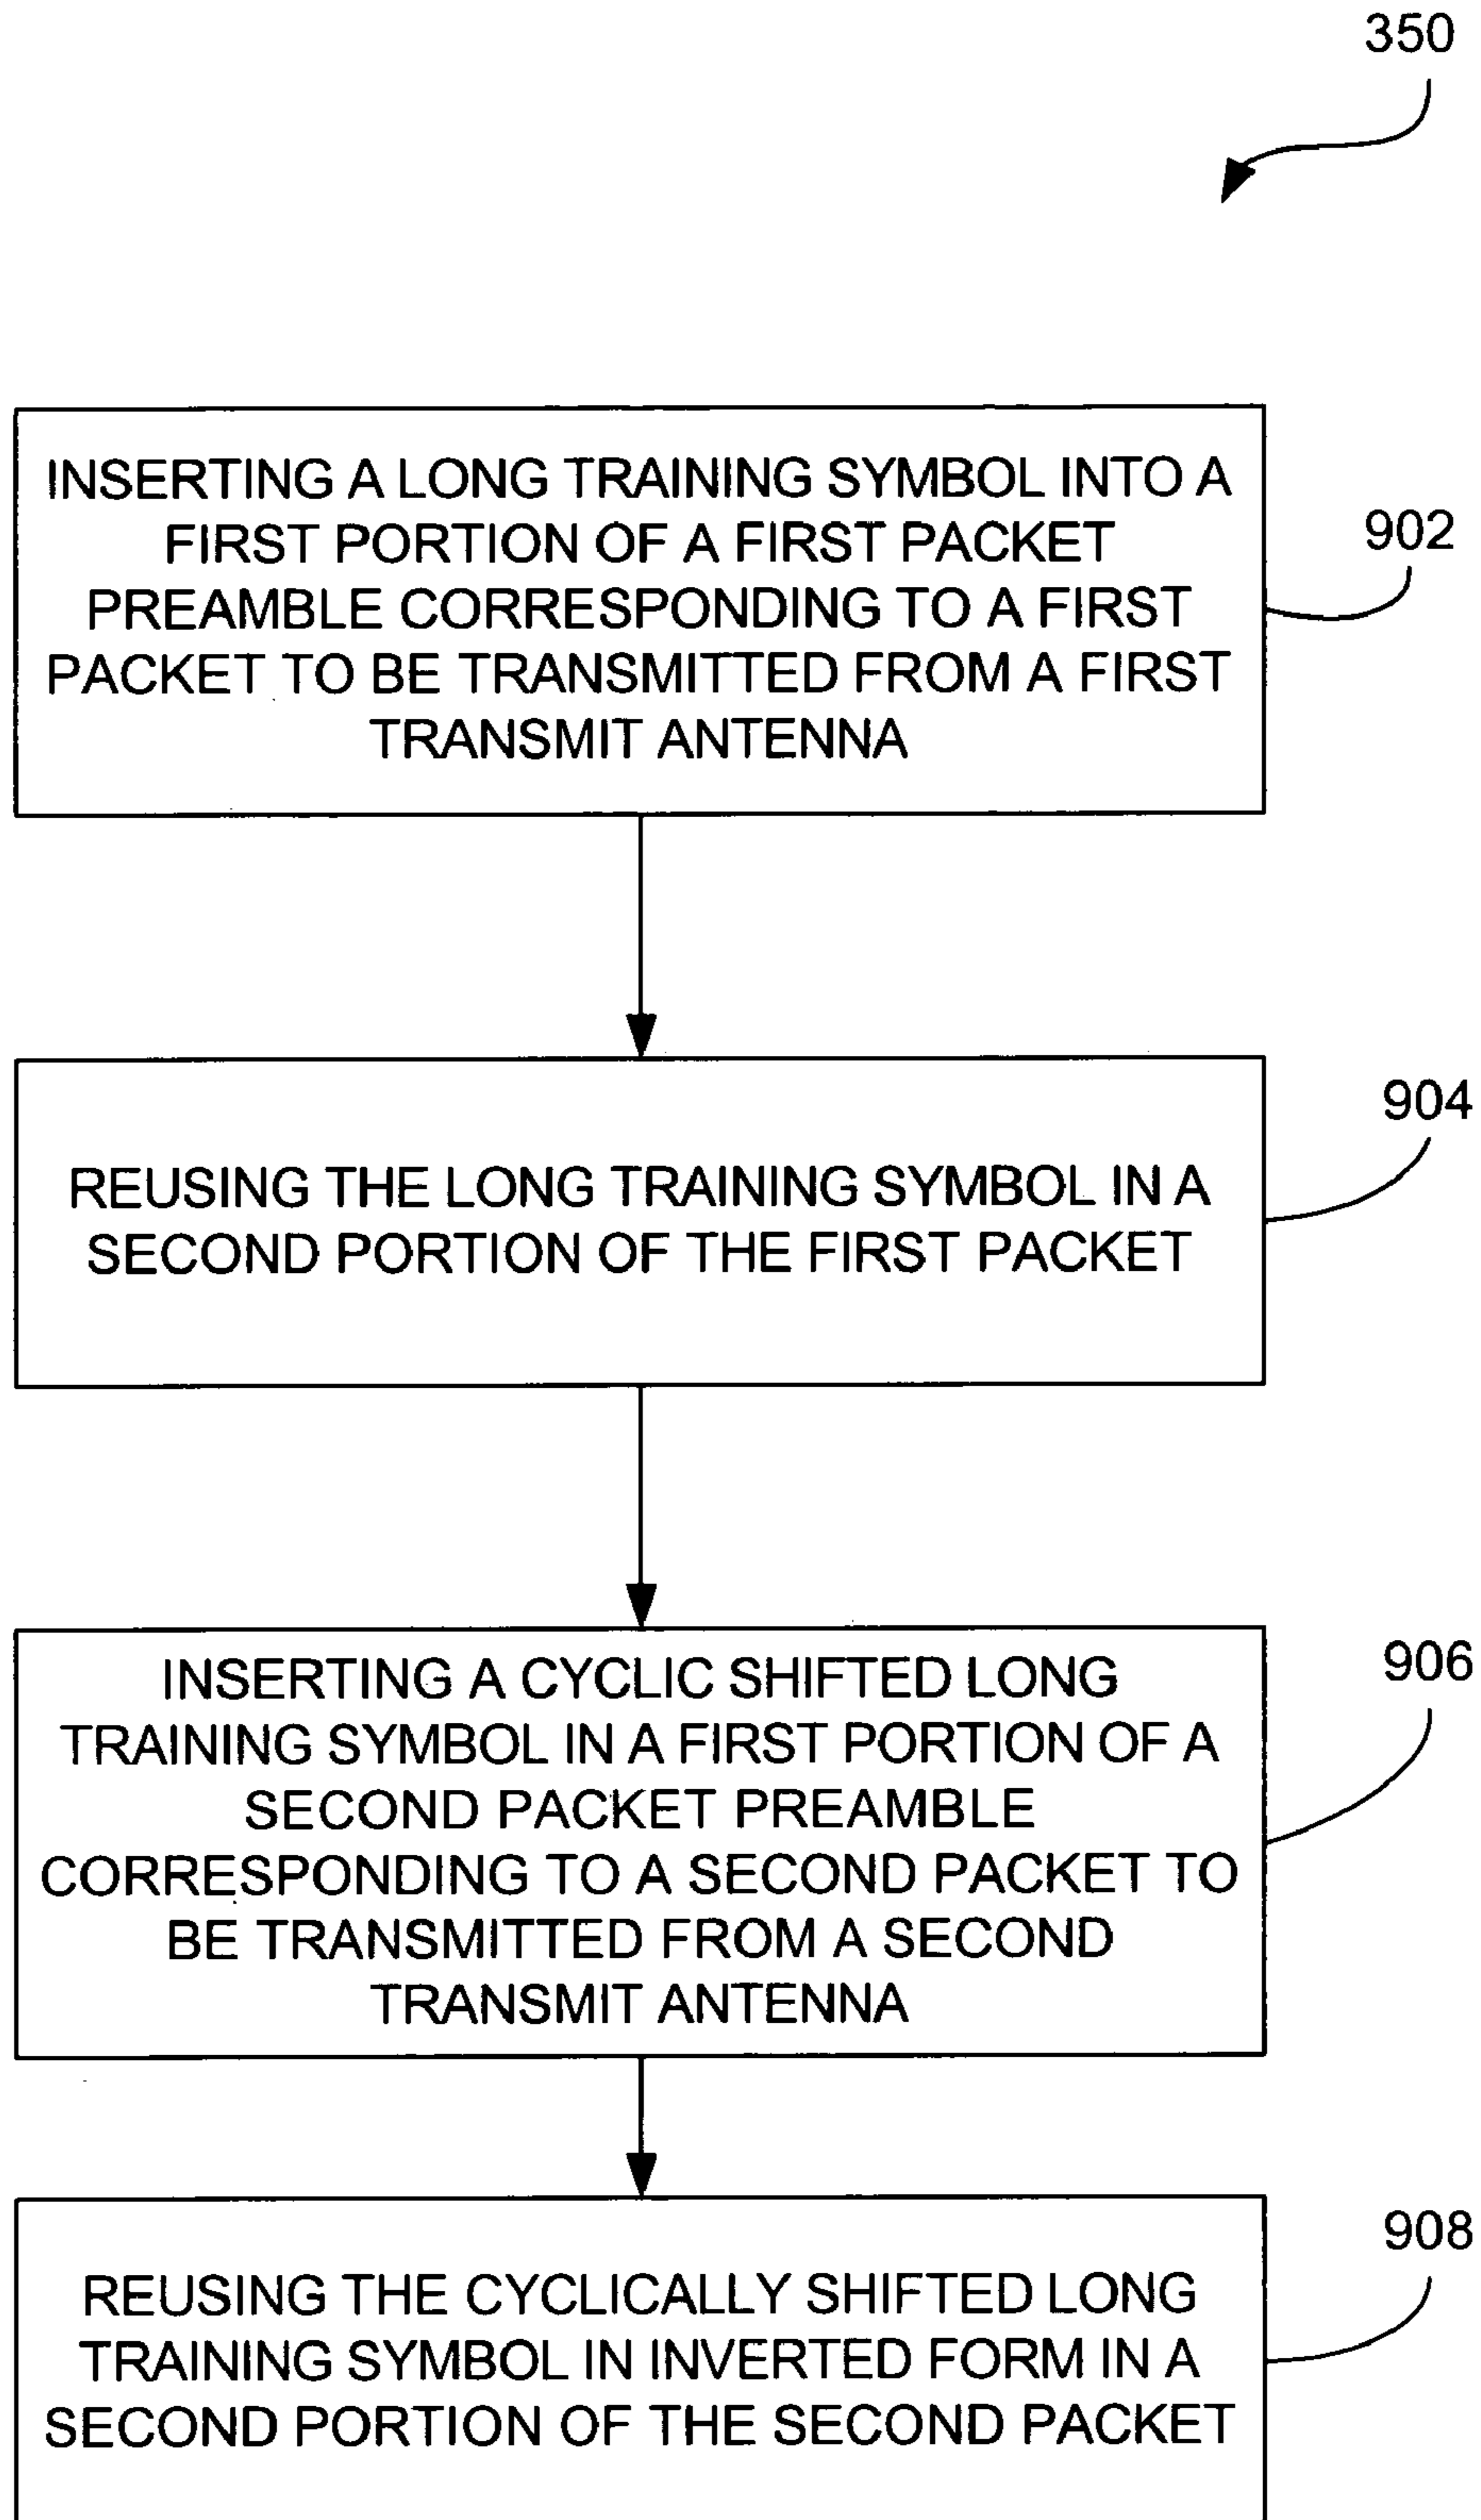 350
INSERTING A LONG TRAINING SYMBOL INTO A
FIRST PORTION OF A FIRST PACKET
PREAMBLE CORRESPONDING TO A FIRST
PACKET TO BE TRANSMITTED FROM A FIRST
TRANSMIT ANTENNA
902
REUSING THE LONG TRAINING SYMBOL IN A
SECOND PORTION OF THE FIRST PACKET
904
INSERTING A CYCLIC SHIFTED LONG
TRAINING SYMBOL IN A FIRST PORTION OF A
SECOND PACKET PREAMBLE
CORRESPONDING TO A SECOND PACKET TO
BE TRANSMITTED FROM A SECOND
TRANSMIT ANTENNA
906
REUSING THE CYCLICALLY SHIFTED LONG
TRAINING SYMBOL IN INVERTED FORM IN A
SECOND PORTION OF THE SECOND PACKET
908